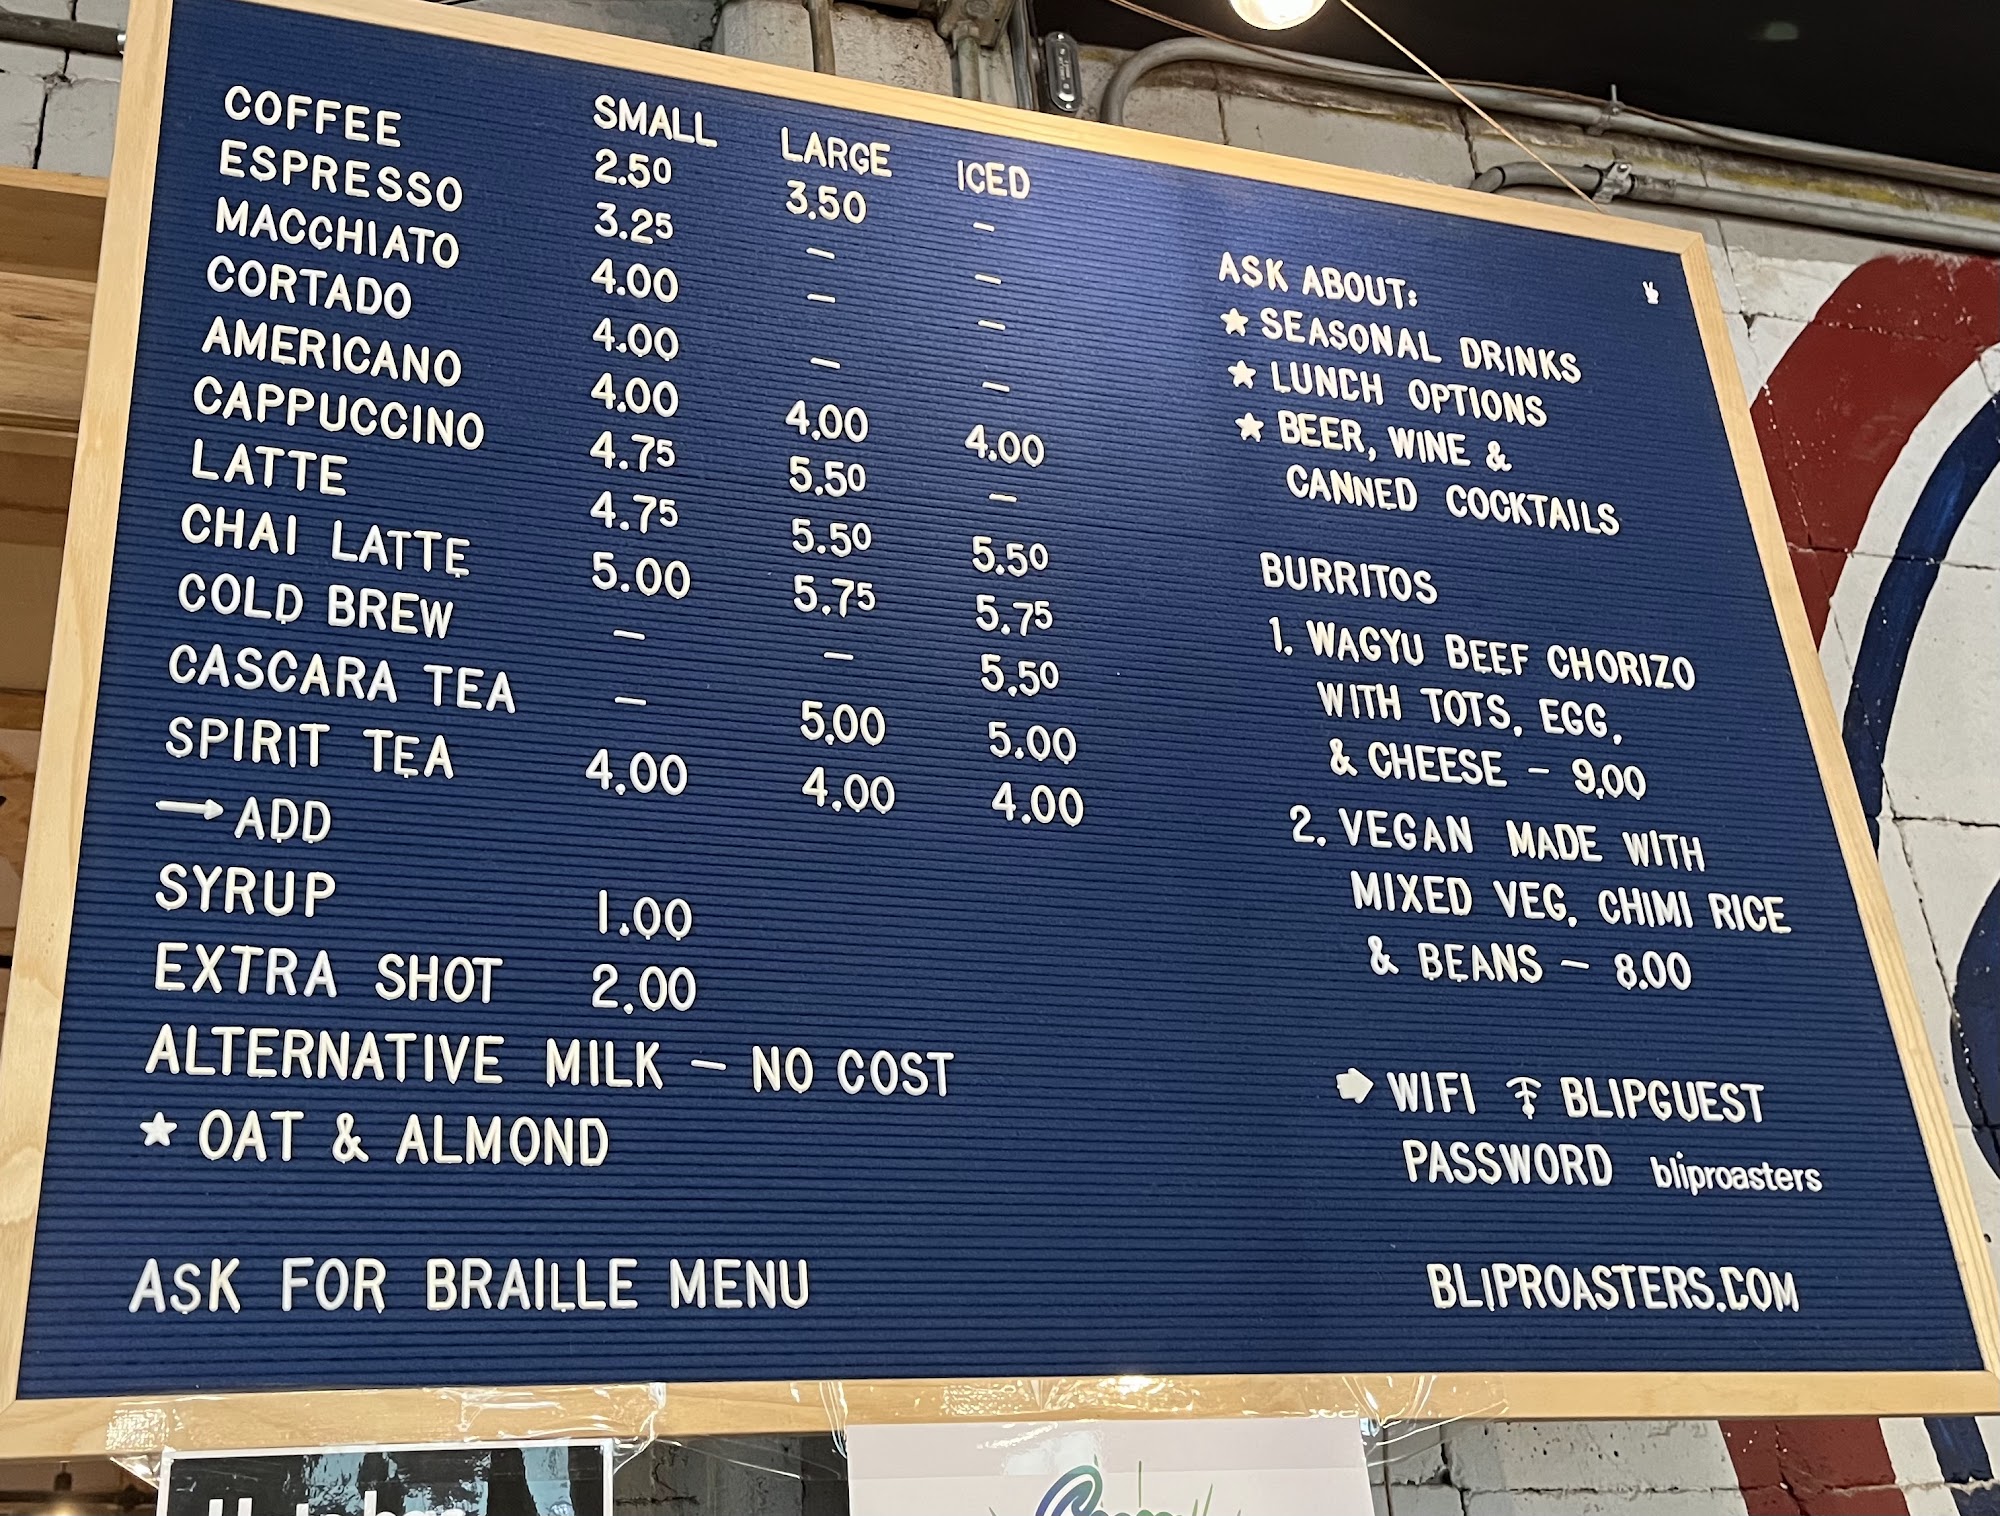 SMALL LARGE ICED
COFFEE 2.50 3.50 –
ESPRESSO 3.25 – –
MACCHIATO 4.00 – –
CORTADO 4.00 – –
AMERICANO 4.00 4.00 4.00
CAPPUCCINO 4.75 5.50 –
LATTE 4.75 5.50 5.50
CHAI LATTE 5.00 5.75 5.75
COLD BREW – – 5.50
CASCARA TEA – 5.00 5.00
SPIRIT TEA 4.00 4.00 4.00
→ ADD
SYRUP 1.00
EXTRA SHOT 2.00
ALTERNATIVE MILK – NO COST
★ OAT & ALMOND
ASK FOR BRAILLE MENU
ASK ABOUT:
★ SEASONAL DRINKS
★ LUNCH OPTIONS
★ BEER, WINE &
CANNED COCKTAILS
BURRITOS
1. WAGYU BEEF CHORIZO
WITH TOTS, EGG,
& CHEESE – 9.00
2. VEGAN MADE WITH
MIXED VEG, CHIMI RICE
& BEANS – 8.00
WIFI BLIPGUEST
PASSWORD bliproasters
BLIPROASTERS.COM